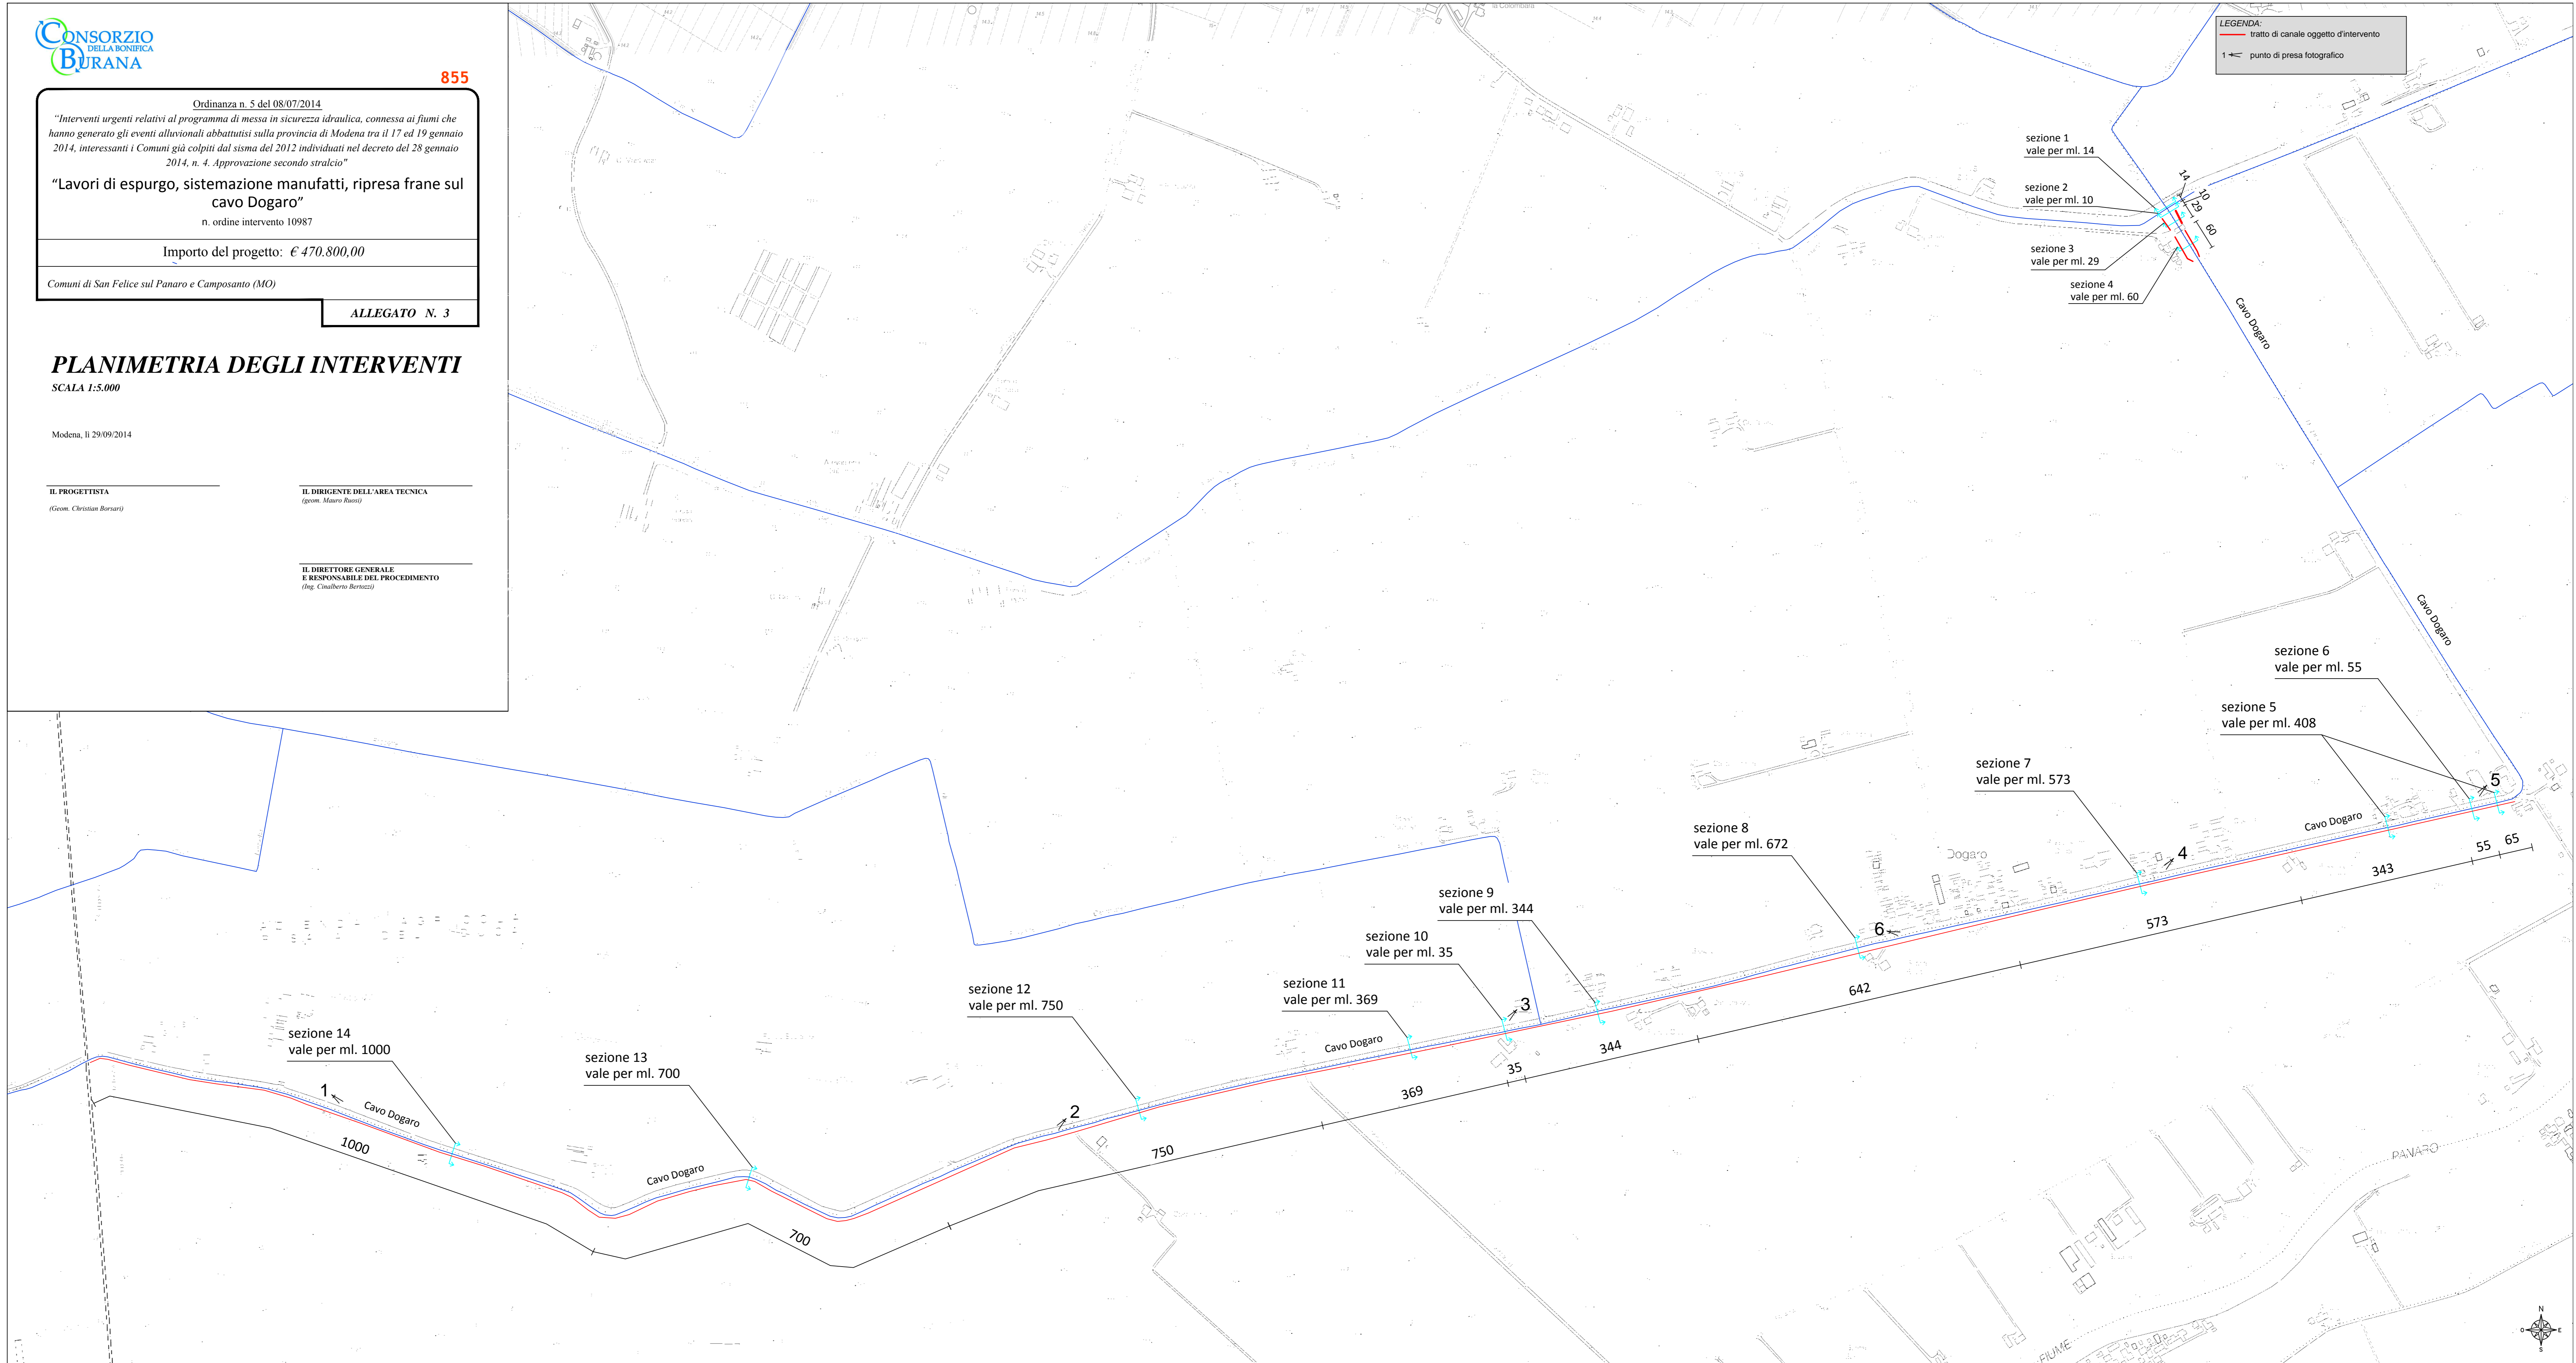 CONSORZIO
DELLA BONIFICA
BURANA
855
Ordinanza n. 5 del 08/07/2014
"Interventi urgenti relativi al programma di messa in sicurezza idraulica, connessa ai fiumi che
hanno generato gli eventi alluvionali abbattutisi sulla provincia di Modena tra il 17 ed 19 gennaio
2014, interessanti i Comuni già colpiti dal sisma del 2012 individuati nel decreto del 28 gennaio
2014, n. 4. Approvazione secondo stralcio"
"Lavori di espurgo, sistemazione manufatti, ripresa frane sul
cavo Dogaro"
n. ordine intervento 10987
Importo del progetto: € 470.800,00
Comuni di San Felice sul Panaro e Camposanto (MO)
ALLEGATO N. 3
PLANIMETRIA DEGLI INTERVENTI
SCALA 1:5.000
Modena, lì 29/09/2014
IL PROGETTISTA
(Geom. Christian Borsari)
IL DIRIGENTE DELL'AREA TECNICA
(geom. Mauro Ruosi)
IL DIRETTORE GENERALE
E RESPONSABILE DEL PROCEDIMENTO
(Ing. Cinalberto Bertozzi)
LEGENDA:
tratto di canale oggetto d'intervento
1 punto di presa fotografico
la Colombara
sezione 1
vale per ml. 14
sezione 2
vale per ml. 10
sezione 3
vale per ml. 29
sezione 4
vale per ml. 60
14
10
29
60
Cavo Dogaro
Cavo Dogaro
sezione 6
vale per ml. 55
sezione 5
vale per ml. 408
sezione 7
vale per ml. 573
5
Cavo Dogaro
sezione 8
vale per ml. 672
Dogaro
4
65
55
343
573
sezione 9
vale per ml. 344
6
sezione 10
vale per ml. 35
sezione 11
vale per ml. 369
sezione 12
vale per ml. 750
3
642
Cavo Dogaro
344
35
369
sezione 14
vale per ml. 1000
sezione 13
vale per ml. 700
1
Cavo Dogaro
2
1000
Cavo Dogaro
750
700
PANARO
FIUME
N
O
E
S